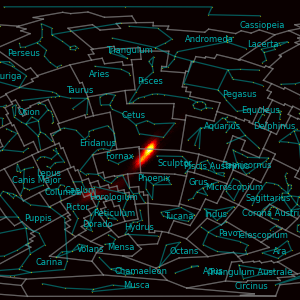 Cassiopeia
Andromeda
Lacerta
Perseus
Triangulum
Aries
Pisces
uriga
Taurus
Pegasus
Orion
Cetus
Equuleus
Aquarius
Delphinus
Eridanus
Fornax
Sculptor
Piscis Austrinus
Capricornus
Lepus
Canis Major
Phoenix
Grus
Microscopium
Columba
Caelum
Horologium
Sagittarius
Pictor
Reticulum
Puppis
Dorado
Hydrus
Tucana
Indus
Corona Austr
Pavo
Telescopium
Volans
Mensa
Octans
Ara
Carina
Chamaeleon
Apus
Triangulum Australe
Musca
Circinus